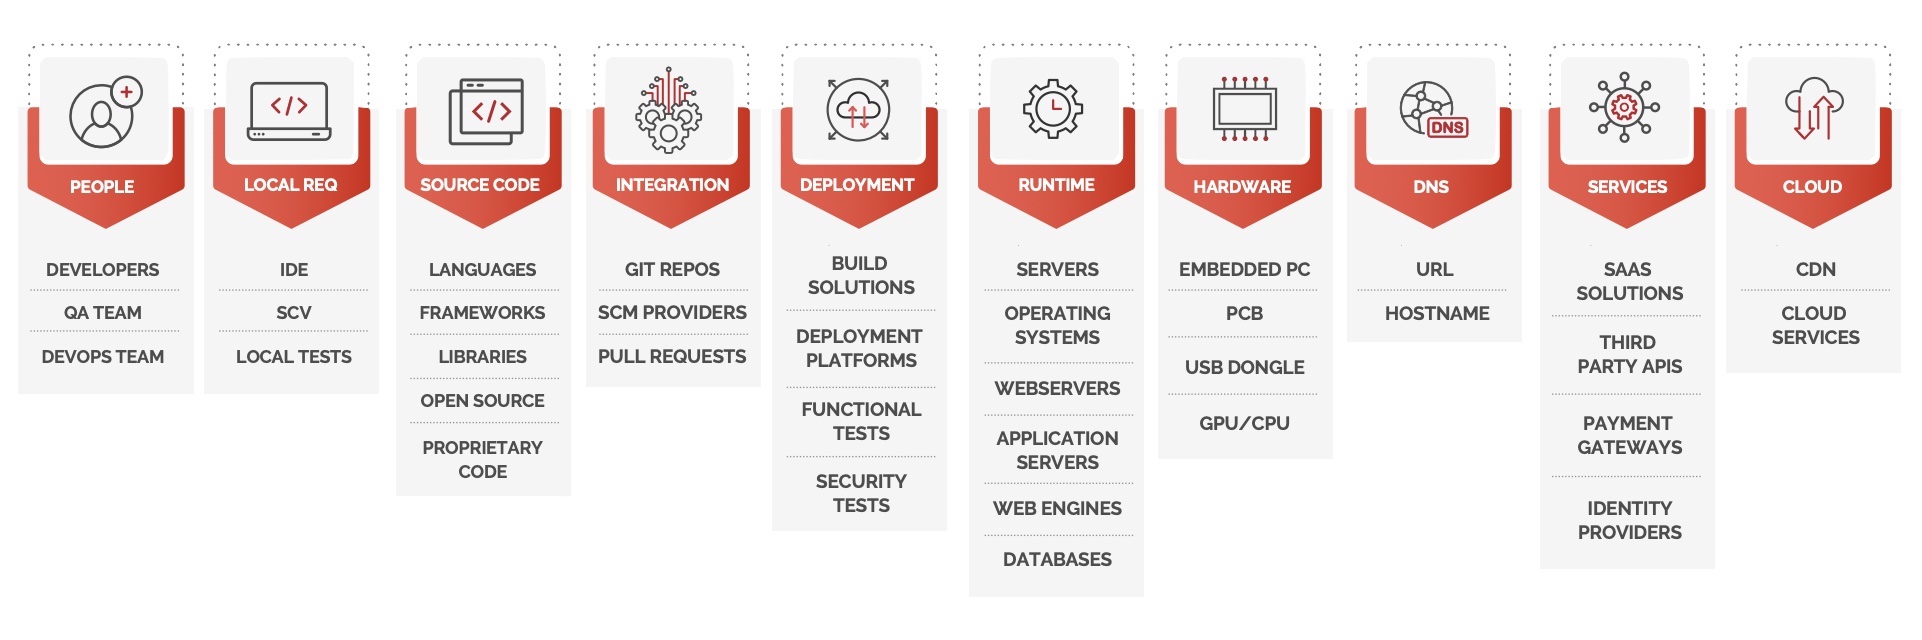 PEOPLE
DEVELOPERS
QA TEAM
DEVOPS TEAM
LOCAL REQ
IDE
SCV
LOCAL TESTS
SOURCE CODE
LANGUAGES
FRAMEWORKS
LIBRARIES
OPEN SOURCE
PROPRIETARY
CODE
INTEGRATION
GIT REPOS
SCM PROVIDERS
PULL REQUESTS
DEPLOYMENT
BUILD
SOLUTIONS
DEPLOYMENT
PLATFORMS
FUNCTIONAL
TESTS
SECURITY
TESTS
RUNTIME
SERVERS
OPERATING
SYSTEMS
WEBSERVERS
APPLICATION
SERVERS
WEB ENGINES
DATABASES
HARDWARE
EMBEDDED PC
PCB
USB DONGLE
GPU/CPU
DNS
DNS
URL
HOSTNAME
SERVICES
SAAS
SOLUTIONS
THIRD
PARTY APIS
PAYMENT
GATEWAYS
IDENTITY
PROVIDERS
CLOUD
CDN
CLOUD
SERVICES